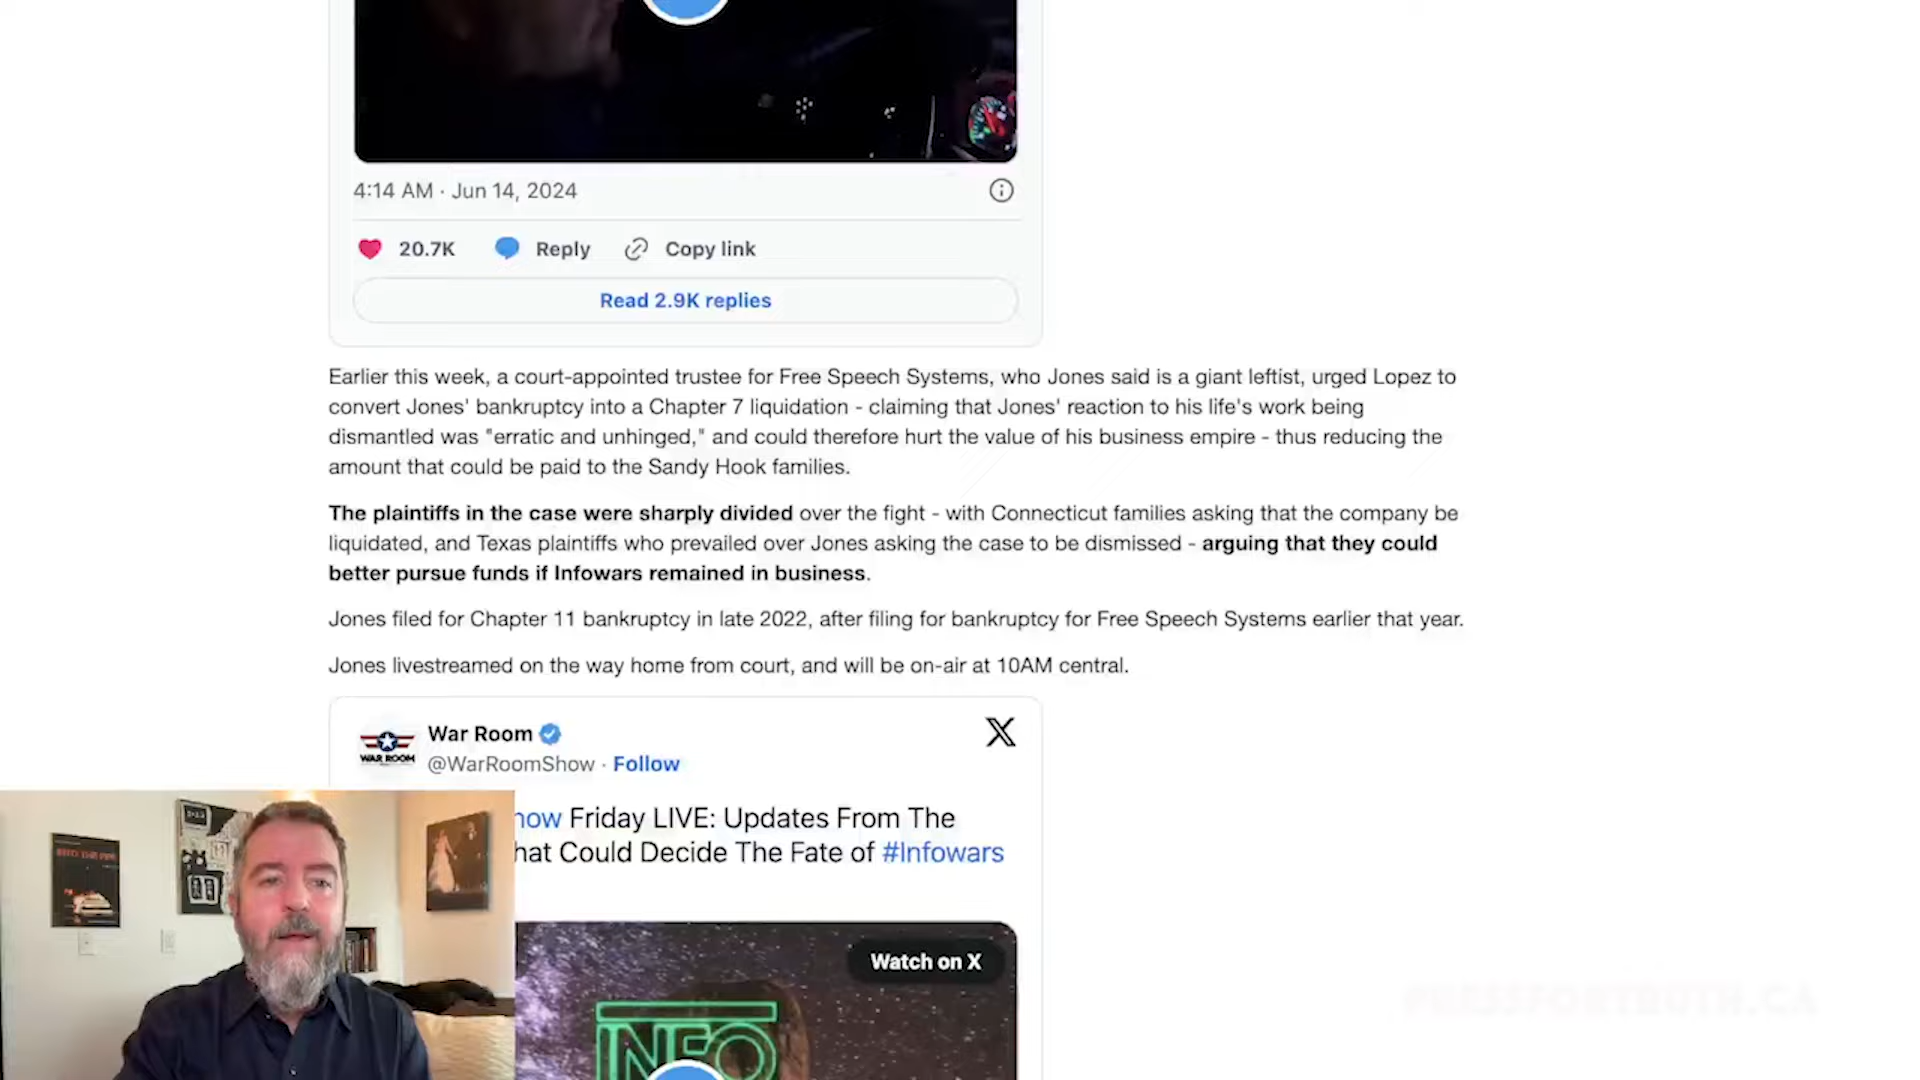 4:14 AM · Jun 14, 2024
20.7K Reply Copy link
Read 2.9K replies
Earlier this week, a court-appointed trustee for Free Speech Systems, who Jones said is a giant leftist, urged Lopez to
convert Jones' bankruptcy into a Chapter 7 liquidation - claiming that Jones' reaction to his life's work being
dismantled was "erratic and unhinged," and could therefore hurt the value of his business empire - thus reducing the
amount that could be paid to the Sandy Hook families.
The plaintiffs in the case were sharply divided over the fight - with Connecticut families asking that the company be
liquidated, and Texas plaintiffs who prevailed over Jones asking the case to be dismissed - arguing that they could
better pursue funds if Infowars remained in business.
Jones filed for Chapter 11 bankruptcy in late 2022, after filing for bankruptcy for Free Speech Systems earlier that year.
Jones livestreamed on the way home from court, and will be on-air at 10AM central.
War Room
WAR ROOM
@WarRoomShow · Follow
how Friday LIVE: Updates From The
hat Could Decide The Fate of #Infowars
Watch on X
INFO
PRESSFORTRUTH.CA